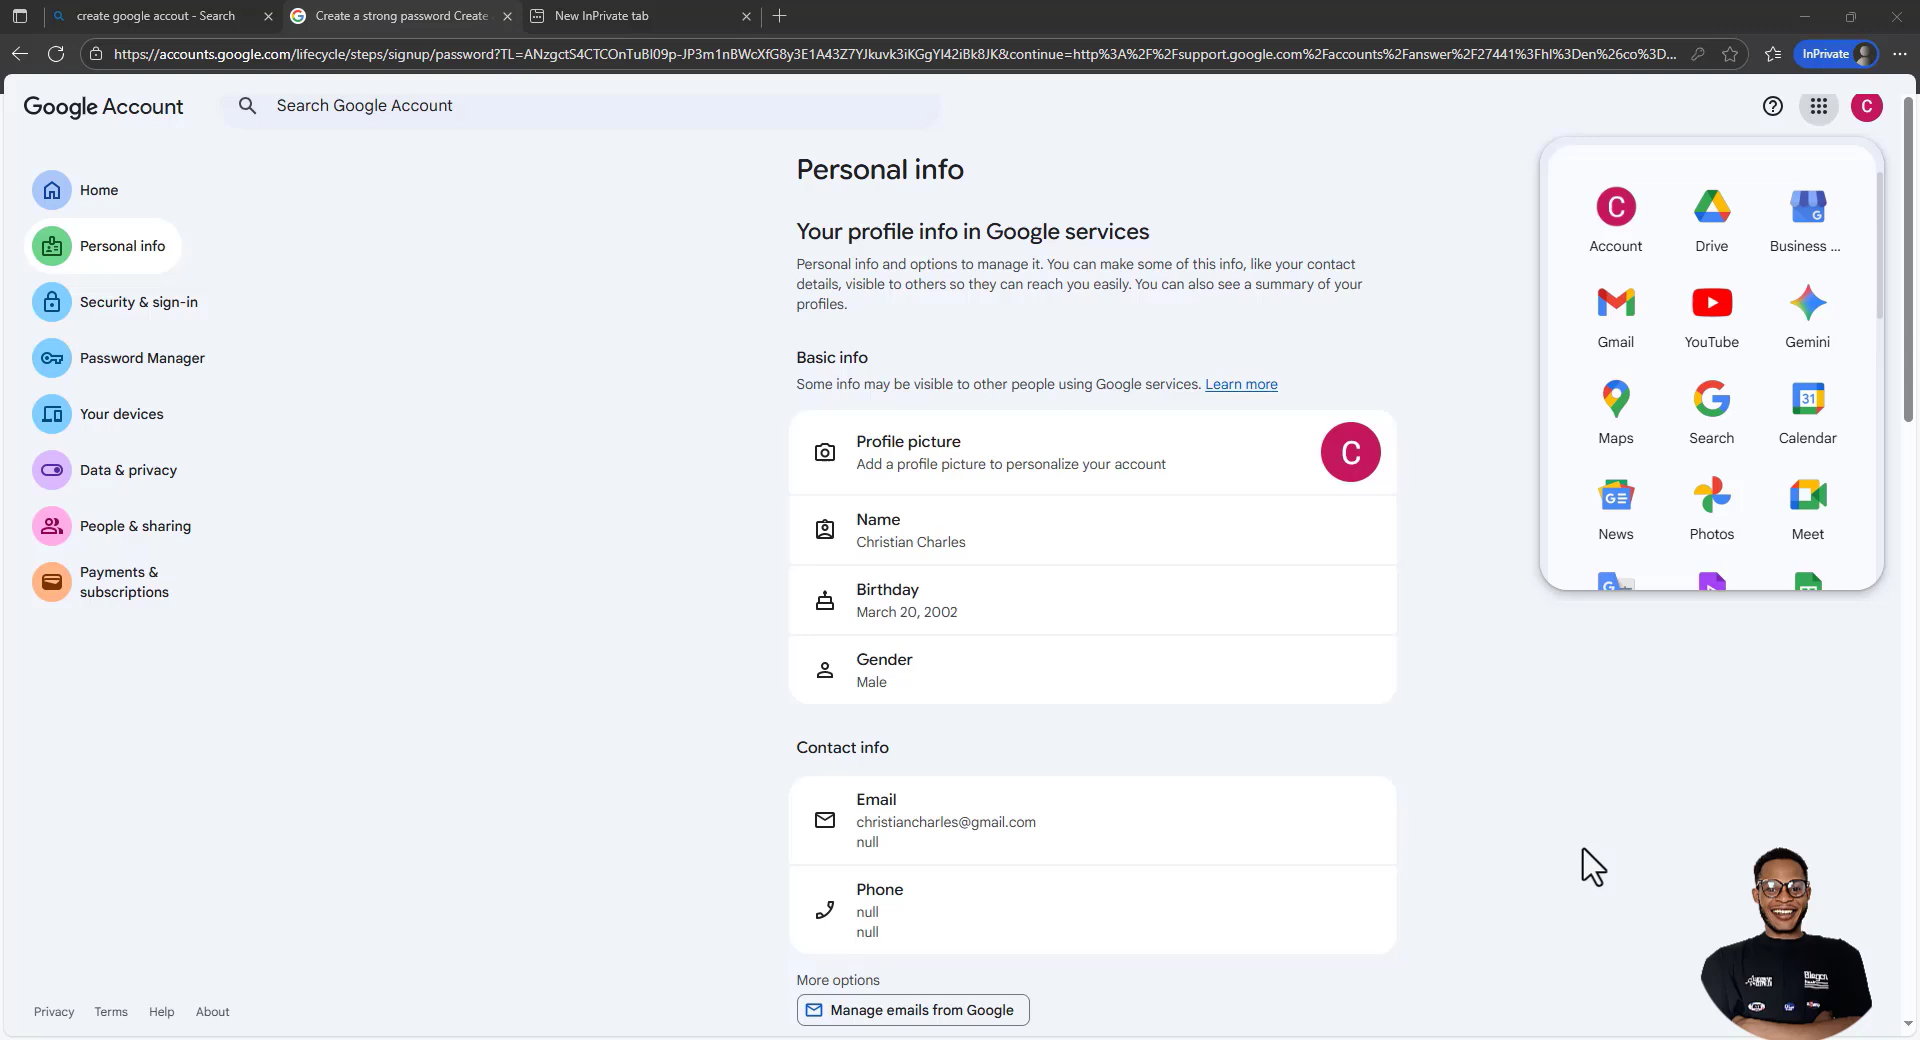 create google accout - Search
Create a strong password Create
New InPrivate tab
https://accounts.google.com/lifecycle/steps/signup/password?TL=ANzgctS4CTCOnTuBl09p-JP3m1nBWcXfG8y3E1A43Z7YJkuvk3iKGgYl42iBk8JK&continue=http%3A%2F%2Fsupport.google.com%2Faccounts%2Fanswer%2F27441%3Fhl%3Den%26co%3D...
InPrivate
Google Account
Search Google Account
C
Home
Personal info
Security & sign-in
Password Manager
Your devices
Data & privacy
People & sharing
Payments &
subscriptions
Personal info
Your profile info in Google services
Personal info and options to manage it. You can make some of this info, like your contact
details, visible to others so they can reach you easily. You can also see a summary of your
profiles.
Basic info
Some info may be visible to other people using Google services. Learn more
Profile picture
Add a profile picture to personalize your account
C
Name
Christian Charles
Birthday
March 20, 2002
Gender
Male
Contact info
Email
christiancharles@gmail.com
null
Phone
null
null
More options
Manage emails from Google
C
Account
Drive
Business ...
Gmail
YouTube
Gemini
Maps
Search
31
Calendar
News
Photos
Meet
Privacy
Terms
Help
About